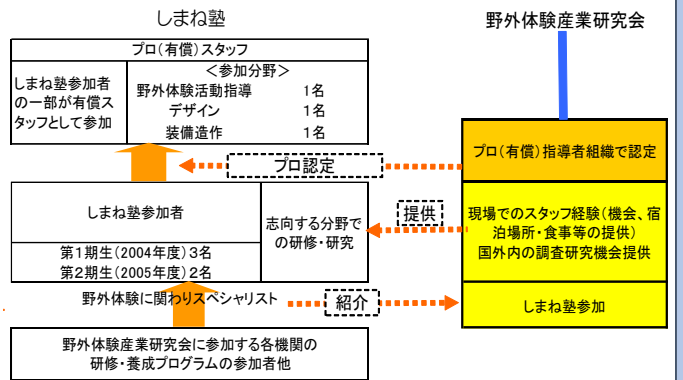 しまね塾
プロ(有償)スタッフ
しまね塾参加者
の一部が有償ス
タッフとして参加
<参加分野>
野外体験活動指導 1名
デザイン 1名
装備造作 1名
プロ認定
しまね塾参加者
第1期生(2004年度)3名
第2期生(2005年度)2名
志向する分野で
の研修・研究
提供
野外体験に関わりスペシャリスト
紹介
野外体験産業研究会に参加する各機関の
研修・養成プログラムの参加者他
野外体験産業研究会
プロ(有償)指導者組織で認定
現場でのスタッフ経験(機会、宿
泊場所・食事等の提供)
国外内の調査研究機会提供
しまね塾参加